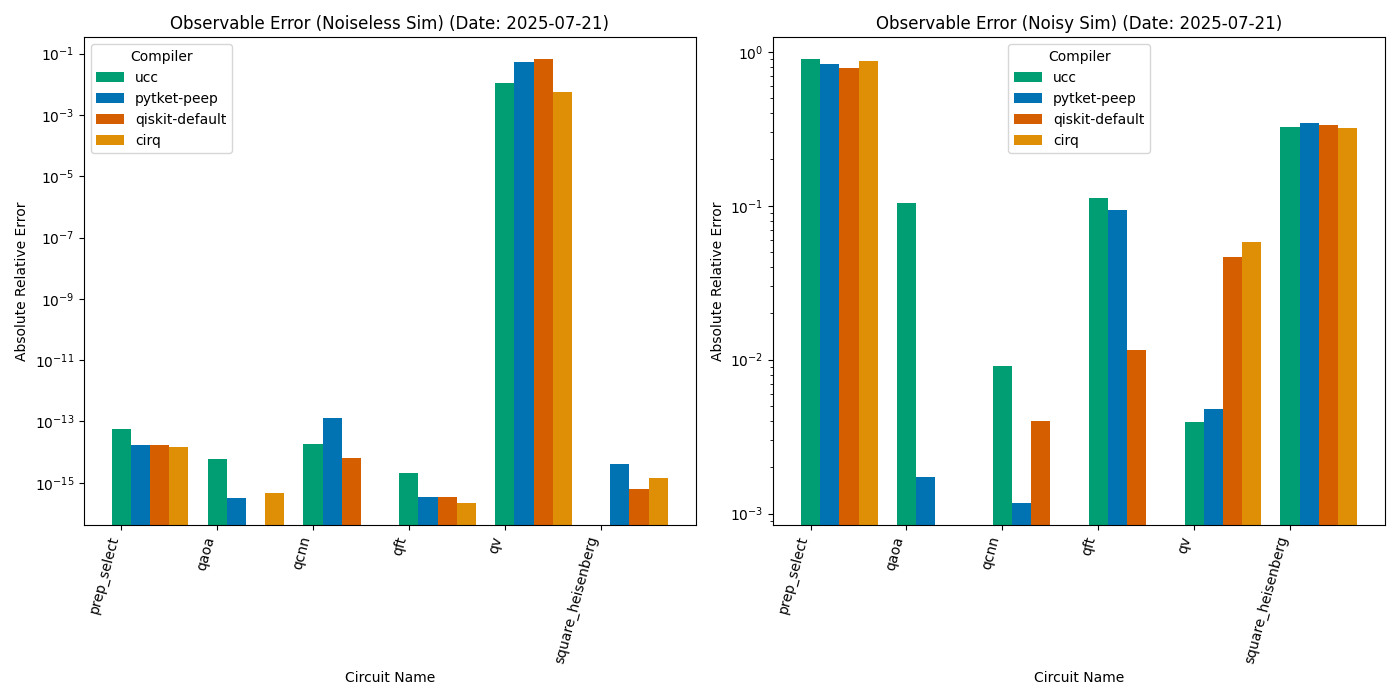 Observable Error (Noiseless Sim) (Date: 2025-07-21)
Absolute Relative Error
10⁻¹
10⁻³
10⁻⁵
10⁻⁷
10⁻⁹
10⁻¹¹
10⁻¹³
10⁻¹⁵
Compiler
ucc
pytket-peep
qiskit-default
cirq
prep_select
qaoa
qcnn
qft
qv
square_heisenberg
Circuit Name
Observable Error (Noisy Sim) (Date: 2025-07-21)
Absolute Relative Error
10⁰
10⁻¹
10⁻²
10⁻³
Compiler
ucc
pytket-peep
qiskit-default
cirq
prep_select
qaoa
qcnn
qft
qv
square_heisenberg
Circuit Name